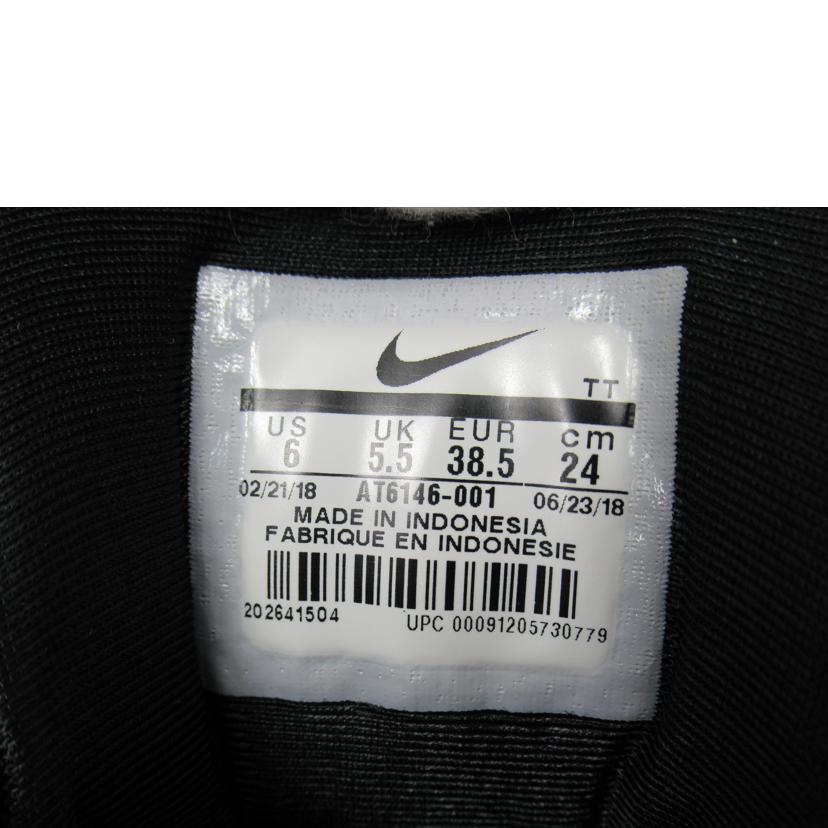 TT
US UK EUR cm
6 5.5 38.5 24
02/21/18 AT6146-001 06/23/18
MADE IN INDONESIA
FABRIQUE EN INDONESIE
202641504 UPC 00091205730779